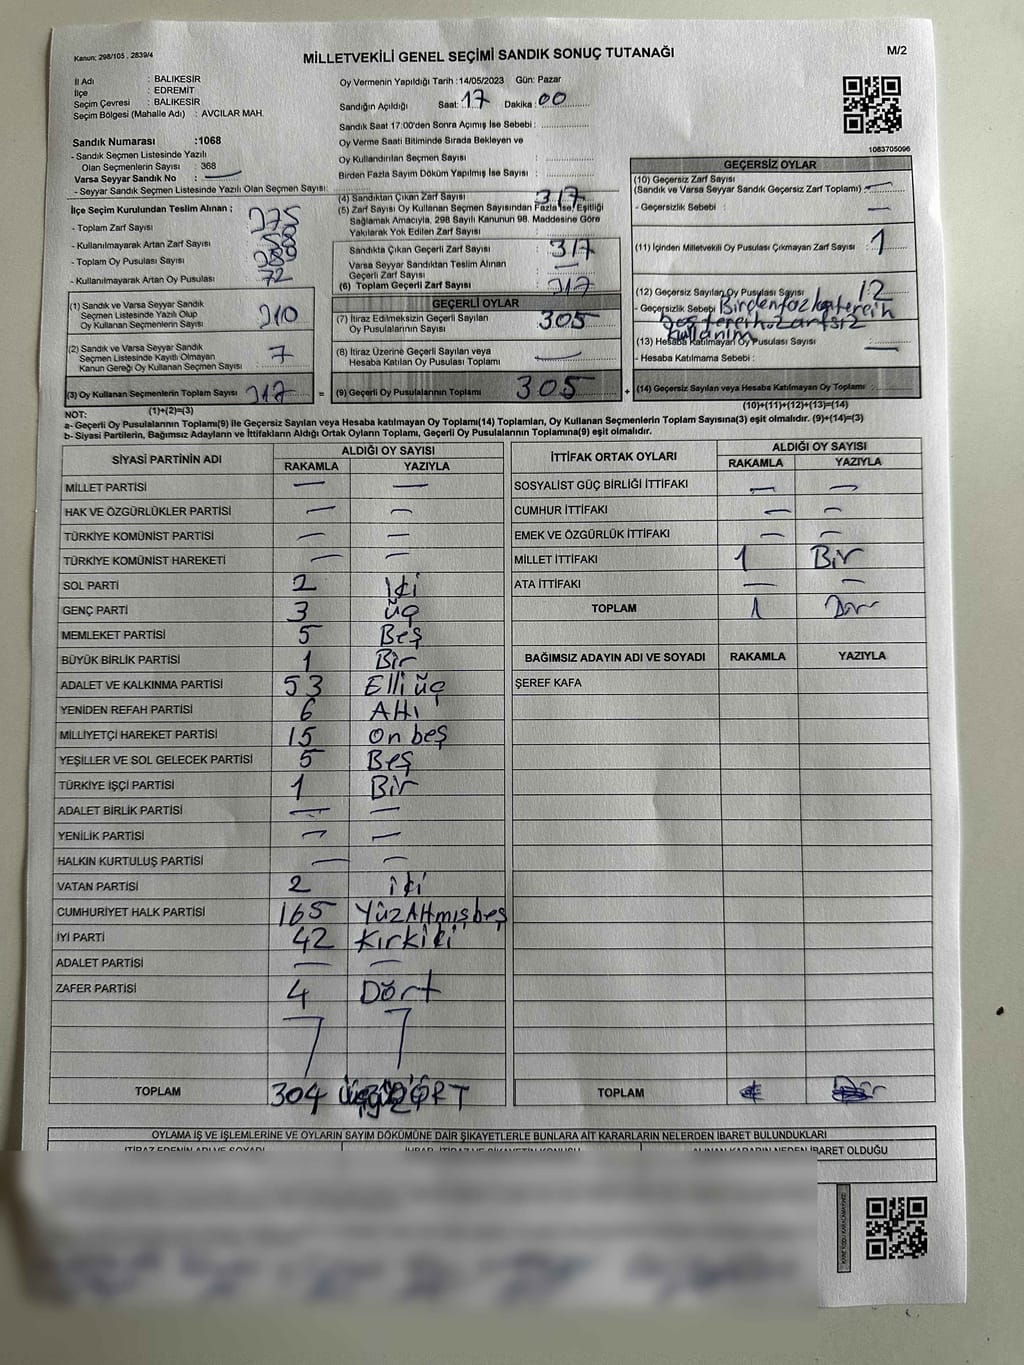 Kanun: 298/105 , 2839/4
MİLLETVEKİLİ GENEL SEÇİMİ SANDIK SONUÇ TUTANAĞI
M/2
İl Adı : BALIKESİR
İlçe : EDREMİT
Seçim Çevresi : BALIKESİR
Seçim Bölgesi (Mahalle Adı) : AVCILAR MAH.
Sandık Numarası :1068
- Sandık Seçmen Listesinde Yazılı
Olan Seçmenlerin Sayısı : 368
Varsa Seyyar Sandık No :
- Seyyar Sandık Seçmen Listesinde Yazılı Olan Seçmen Sayısı:
Oy Vermenin Yapıldığı Tarih :14/05/2023 Gün: Pazar
Sandığın Açıldığı Saat: 17 Dakika : 00
Sandık Saat 17:00'den Sonra Açımış İse Sebebi :
Oy Verme Saati Bitiminde Sırada Bekleyen ve
Oy Kullandırılan Seçmen Sayısı :
Birden Fazla Sayım Döküm Yapılmış İse Sayısı :
1083705096
İlçe Seçim Kurulundan Teslim Alınan ;
- Toplam Zarf Sayısı :
- Kullanılmayarak Artan Zarf Sayısı :
- Toplam Oy Pusulası Sayısı :
- Kullanılmayarak Artan Oy Pusulası : 72
(1) Sandık ve Varsa Seyyar Sandık
Seçmen Listesinde Yazılı Olup
Oy Kullanan Seçmenlerin Sayısı : 310
(2) Sandık ve Varsa Seyyar Sandık
Seçmen Listesinde Kayıtlı Olmayan
Kanun Gereği Oy Kullanan Seçmen Sayısı : 7
(3) Oy Kullanan Seçmenlerin Toplam Sayısı : 317 =
(1)+(2)=(3)
(4) Sandıktan Çıkan Zarf Sayısı : 317
(5) Zarf Sayısı Oy Kullanan Seçmen Sayısından Fazla İse, Eşitliği
Sağlamak Amacıyla, 298 Sayılı Kanunun 98. Maddesine Göre
Yakılarak Yok Edilen Zarf Sayısı :
Sandıkta Çıkan Geçerli Zarf Sayısı : 317
Varsa Seyyar Sandıktan Teslim Alınan
Geçerli Zarf Sayısı : —
(6) Toplam Geçerli Zarf Sayısı : 317
GEÇERLİ OYLAR
(7) İtiraz Edilmeksizin Geçerli Sayılan
Oy Pusulalarının Sayısı : 305
(8) İtiraz Üzerine Geçerli Sayılan veya
Hesaba Katılan Oy Pusulası Toplamı : —
(9) Geçerli Oy Pusulalarının Toplamı : 305 +
GEÇERSİZ OYLAR
(10) Geçersiz Zarf Sayısı
(Sandık ve Varsa Seyyar Sandık Geçersiz Zarf Toplamı) : —
- Geçersizlik Sebebi : —
(11) İçinden Milletvekili Oy Pusulası Çıkmayan Zarf Sayısı : 1
(12) Geçersiz Sayılan Oy Pusulası Sayısı : 12
- Geçersizlik Sebebi : Birden fazla tercih
boş tercih zarfsız
kullanım
(13) Hesaba Katılmayan Oy Pusulası Sayısı : —
- Hesaba Katılmama Sebebi :
(14) Geçersiz Sayılan veya Hesaba Katılmayan Oy Toplamı :
(10)+(11)+(12)+(13)=(14)
NOT:
a- Geçerli Oy Pusulalarının Toplamı(9) ile Geçersiz Sayılan veya Hesaba katılmayan Oy Toplamı(14) Toplamları, Oy Kullanan Seçmenlerin Toplam Sayısına(3) eşit olmalıdır. (9)+(14)=(3)
b- Siyasi Partilerin, Bağımsız Adayların ve İttifakların Aldığı Ortak Oyların Toplamı, Geçerli Oy Pusulalarının Toplamına(9) eşit olmalıdır.
SİYASİ PARTİNİN ADI ALDIĞI OY SAYISI
RAKAMLA YAZIYLA
MİLLET PARTİSİ — —
HAK VE ÖZGÜRLÜKLER PARTİSİ — —
TÜRKİYE KOMÜNİST PARTİSİ — —
TÜRKİYE KOMÜNİST HAREKETİ — —
SOL PARTİ 2 İki
GENÇ PARTİ 3 üç
MEMLEKET PARTİSİ 5 Beş
BÜYÜK BİRLİK PARTİSİ 1 Bir
ADALET VE KALKINMA PARTİSİ 53 Elli üç
YENİDEN REFAH PARTİSİ 6 Altı
MİLLİYETÇİ HAREKET PARTİSİ 15 on beş
YEŞİLLER VE SOL GELECEK PARTİSİ 5 Beş
TÜRKİYE İŞÇİ PARTİSİ 1 Bir
ADALET BİRLİK PARTİSİ — —
YENİLİK PARTİSİ — —
HALKIN KURTULUŞ PARTİSİ — —
VATAN PARTİSİ 2 iki
CUMHURİYET HALK PARTİSİ 165 YüzAltmışbeş
İYİ PARTİ 42 Kırkiki
ADALET PARTİSİ — —
ZAFER PARTİSİ 4 Dört
TOPLAM 304
İTTİFAK ORTAK OYLARI ALDIĞI OY SAYISI
RAKAMLA YAZIYLA
SOSYALİST GÜÇ BİRLİĞİ İTTİFAKI — —
CUMHUR İTTİFAKI — —
EMEK VE ÖZGÜRLÜK İTTİFAKI — —
MİLLET İTTİFAKI 1 Bir
ATA İTTİFAKI — —
TOPLAM 1
BAĞIMSIZ ADAYIN ADI VE SOYADI RAKAMLA YAZIYLA
ŞEREF KAFA
TOPLAM
OYLAMA İŞ VE İŞLEMLERİNE VE OYLARIN SAYIM DÖKÜMÜNE DAİR ŞİKAYETLERLE BUNLARA AİT KARARLARIN NELERDEN İBARET BULUNDUKLARI
İTİRAZ EDENİN ADI VE SOYADI İHBAR, İTİRAZ VE ŞİKAYETİN KONUSU ALINAN KARARIN NEDEN İBARET OLDUĞU